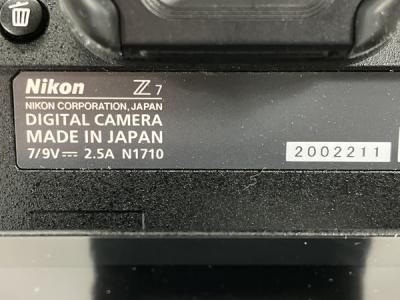 Nikon Z 7
NIKON CORPORATION, JAPAN
DIGITAL CAMERA
MADE IN JAPAN
7/9V⎓ 2.5A N1710
2002211